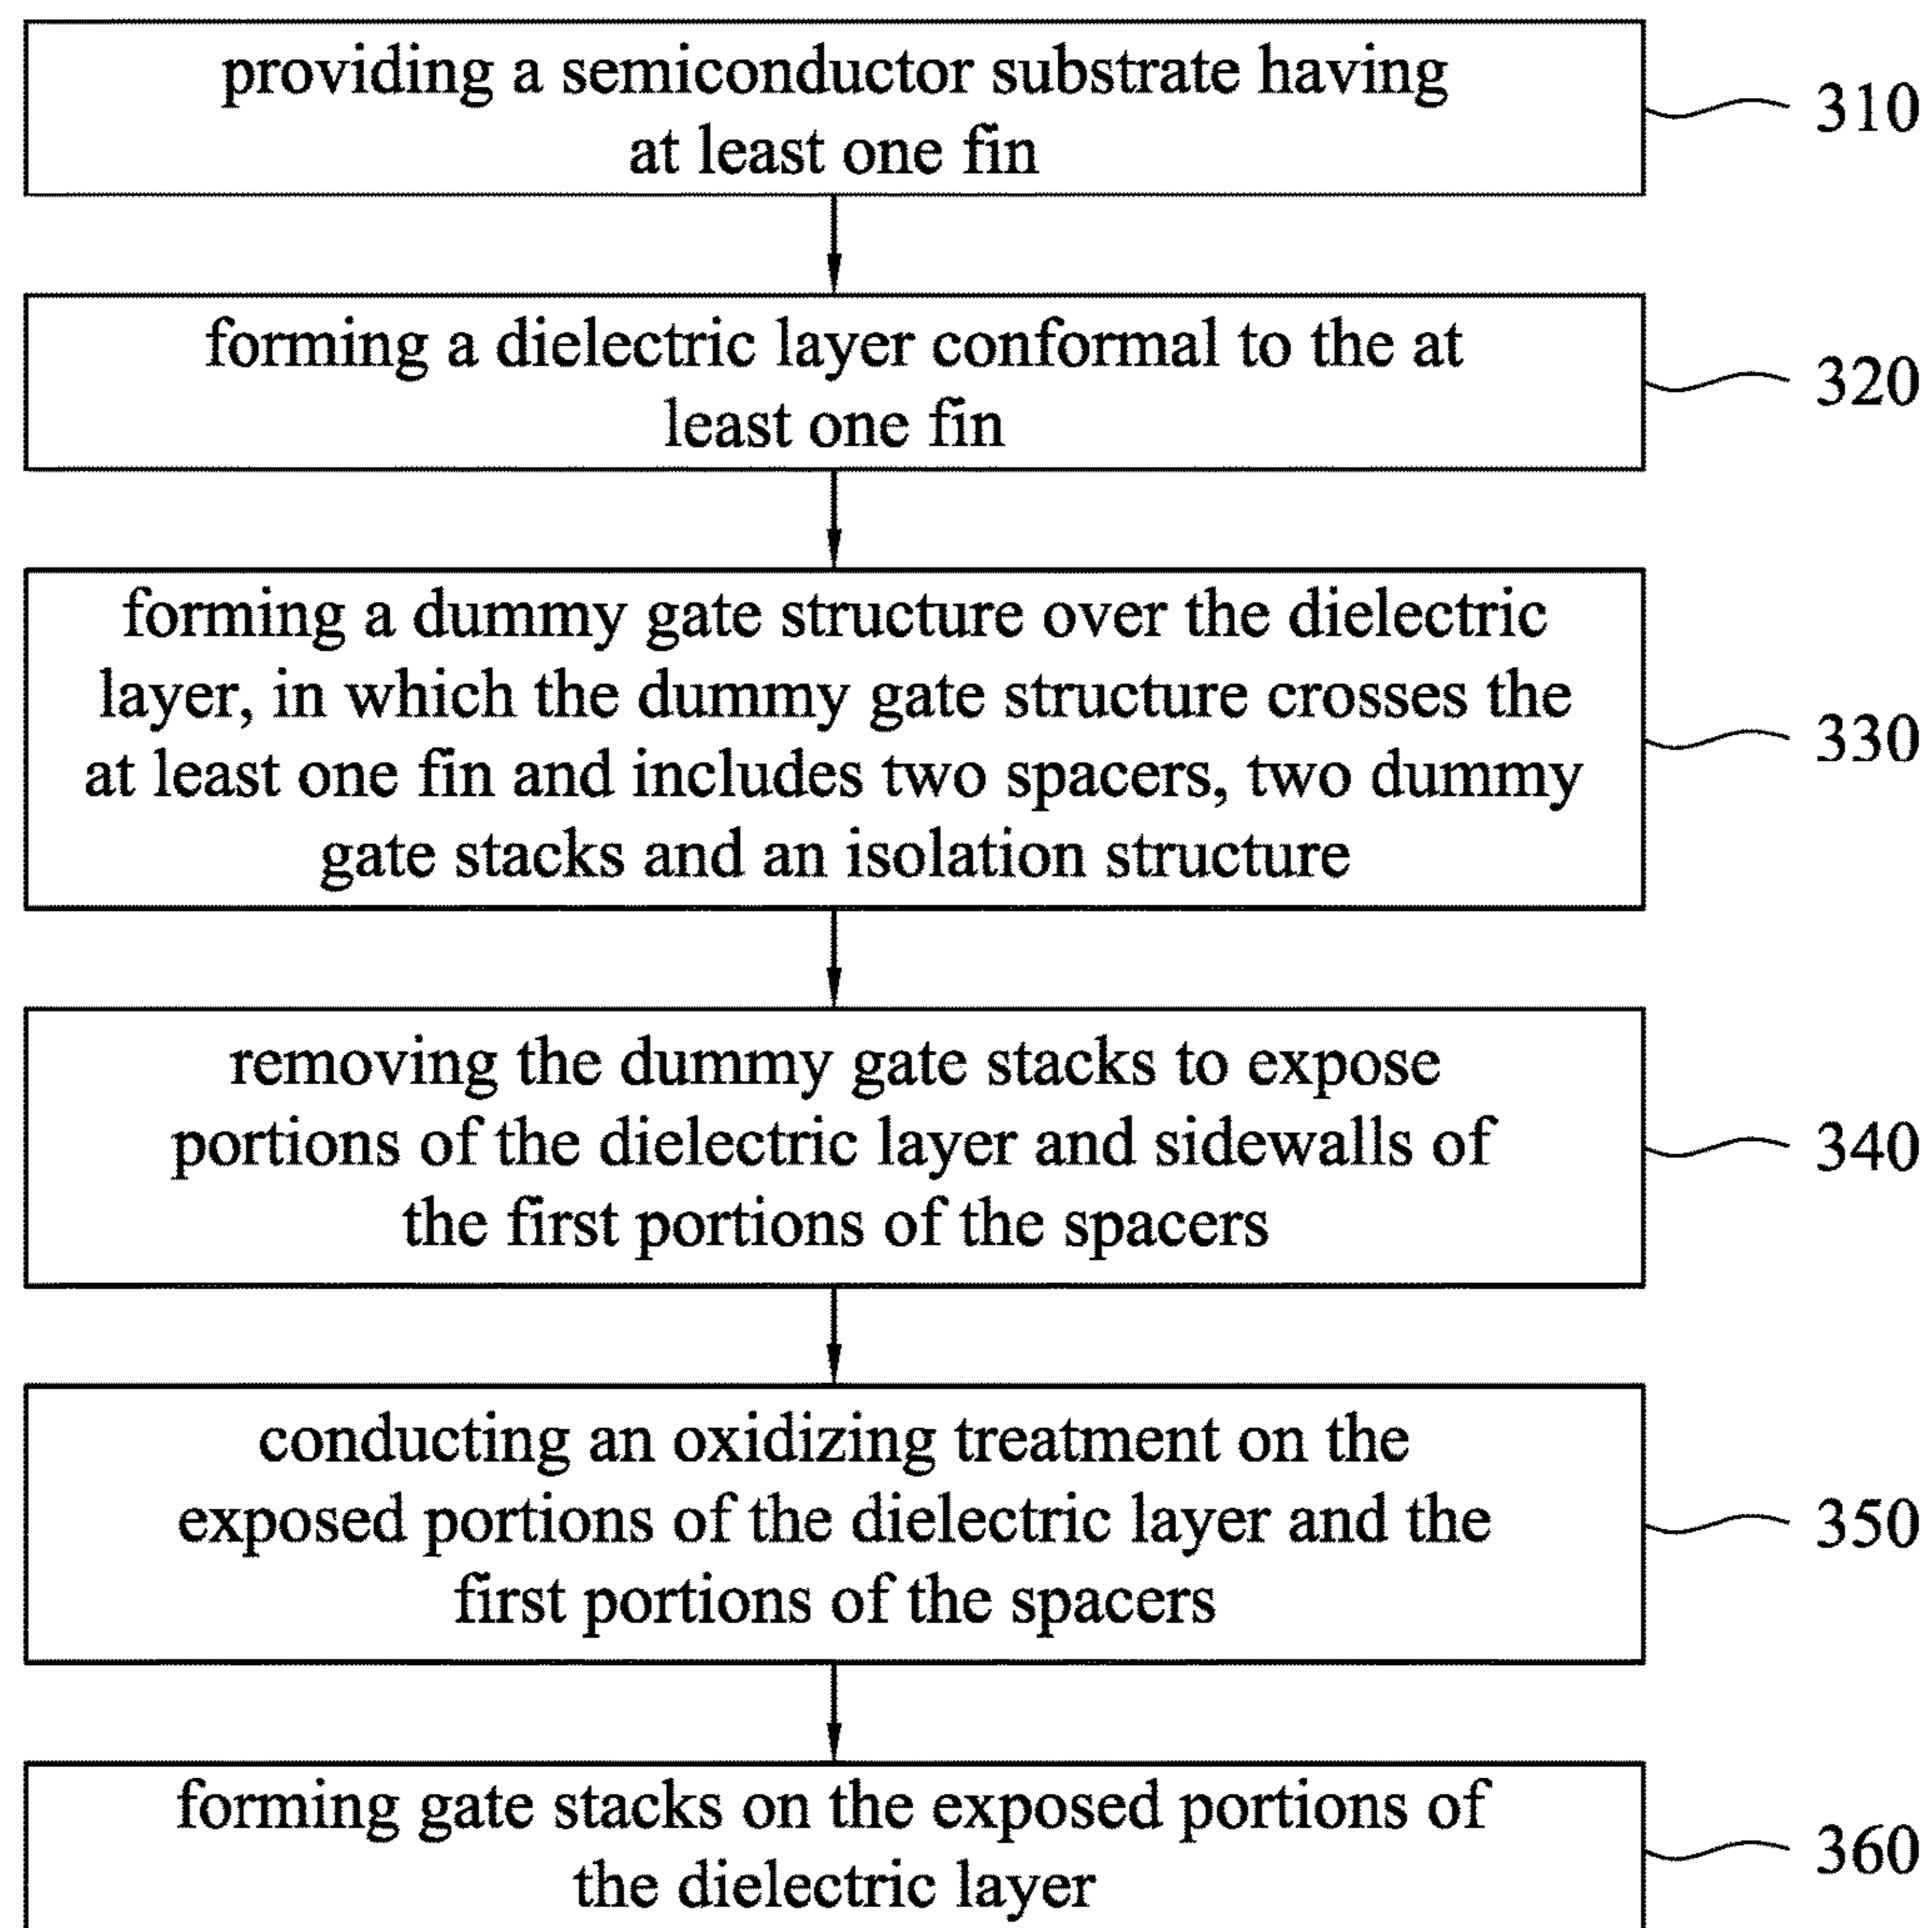 providing a semiconductor substrate having
at least one fin
310
forming a dielectric layer conformal to the at
least one fin
320
forming a dummy gate structure over the dielectric
layer, in which the dummy gate structure crosses the
at least one fin and includes two spacers, two dummy
gate stacks and an isolation structure
330
removing the dummy gate stacks to expose
portions of the dielectric layer and sidewalls of
the first portions of the spacers
340
conducting an oxidizing treatment on the
exposed portions of the dielectric layer and the
first portions of the spacers
350
forming gate stacks on the exposed portions of
the dielectric layer
360